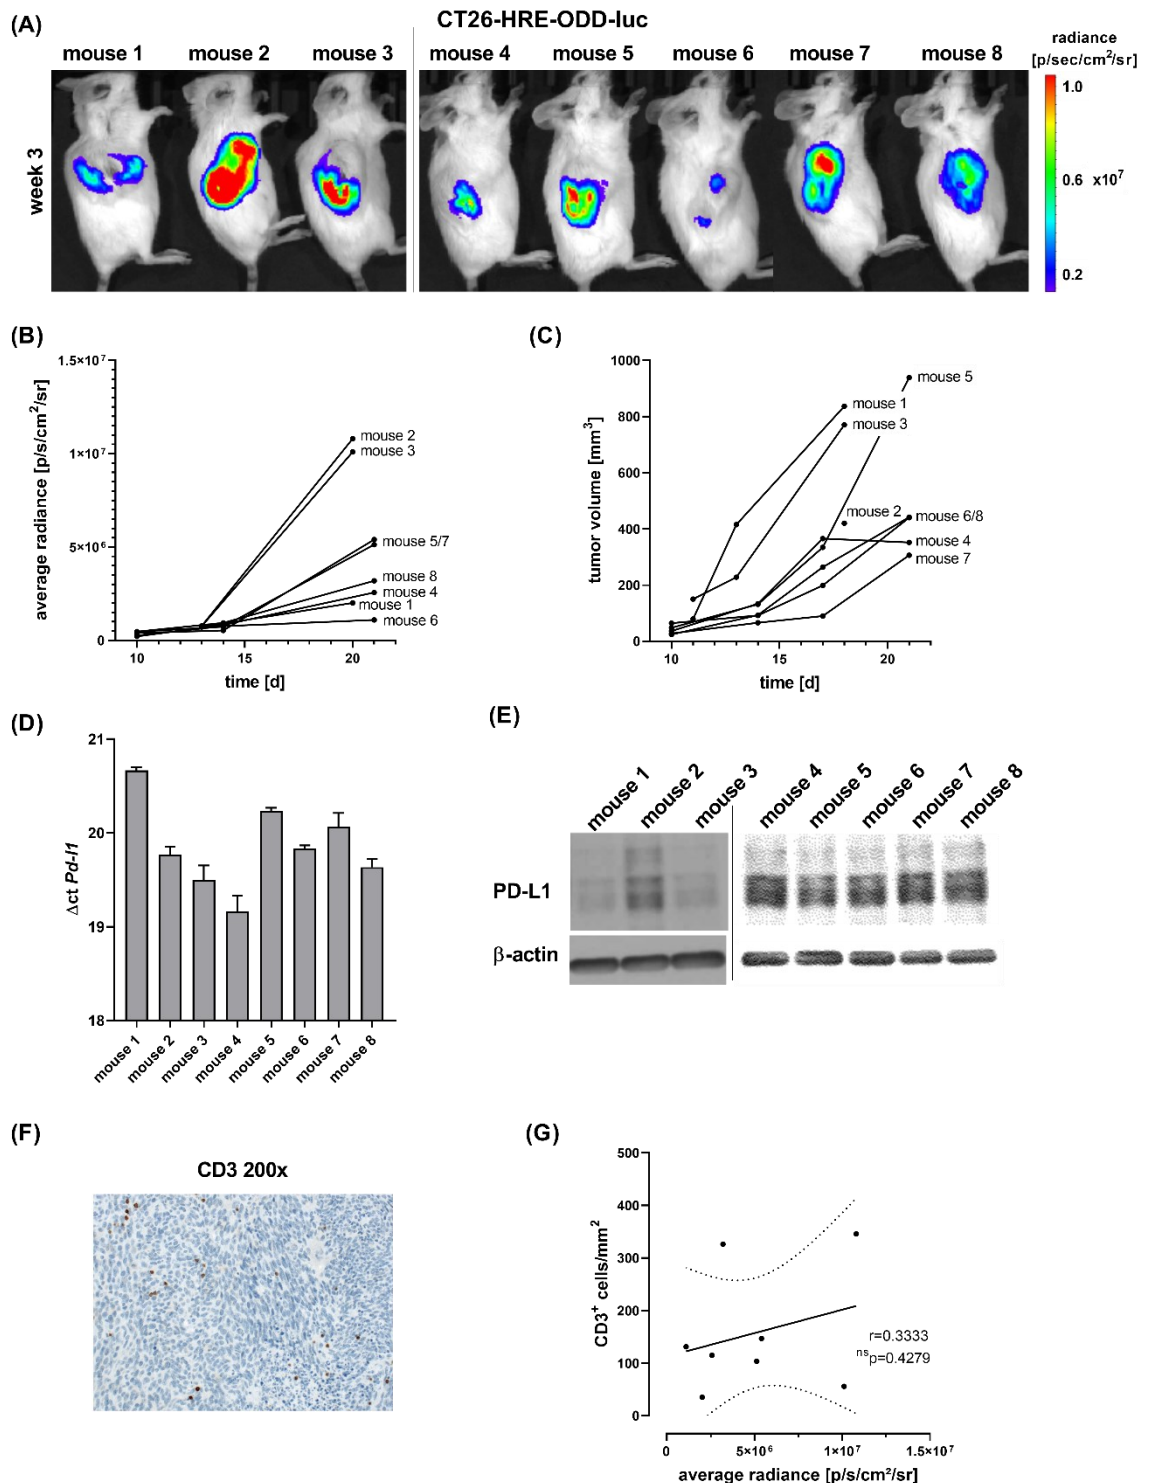 (A)
CT26-HRE-ODD-luc
mouse 1 mouse 2 mouse 3 mouse 4 mouse 5 mouse 6 mouse 7 mouse 8
radiance
[p/sec/cm²/sr]
week 3
1.0
0.6 x10⁷
0.2
(B)
average radiance [p/s/cm²/sr]
1.5×10⁷
1×10⁷
5×10⁶
0
10 15 20
time [d]
mouse 2
mouse 3
mouse 5/7
mouse 8
mouse 4
mouse 1
mouse 6
(C)
tumor volume [mm³]
1000
800
600
400
200
0
10 15 20
time [d]
mouse 5
mouse 1
mouse 3
mouse 2
mouse 6/8
mouse 4
mouse 7
(D)
Δct Pd-l1
21
20
19
18
mouse 1 mouse 2 mouse 3 mouse 4 mouse 5 mouse 6 mouse 7 mouse 8
(E)
mouse 1 mouse 2 mouse 3 mouse 4 mouse 5 mouse 6 mouse 7 mouse 8
PD-L1
β-actin
(F)
CD3 200x
(G)
CD3⁺ cells/mm²
500
400
300
200
100
0
r=0.3333
ⁿˢp=0.4279
0 5×10⁶ 1×10⁷ 1.5×10⁷
average radiance [p/s/cm²/sr]